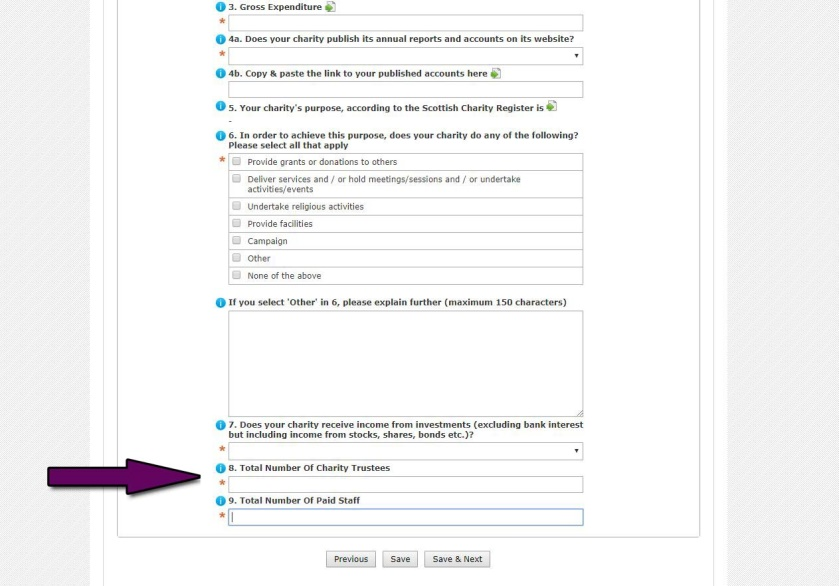 3. Gross Expenditure
*
4a. Does your charity publish its annual reports and accounts on its website?
*
4b. Copy & paste the link to your published accounts here
5. Your charity's purpose, according to the Scottish Charity Register is
-
6. In order to achieve this purpose, does your charity do any of the following?
Please select all that apply
* Provide grants or donations to others
Deliver services and / or hold meetings/sessions and / or undertake
activities/events
Undertake religious activities
Provide facilities
Campaign
Other
None of the above
If you select 'Other' in 6, please explain further (maximum 150 characters)
7. Does your charity receive income from investments (excluding bank interest
but including income from stocks, shares, bonds etc.)?
*
8. Total Number Of Charity Trustees
*
9. Total Number Of Paid Staff
*
Previous Save Save & Next